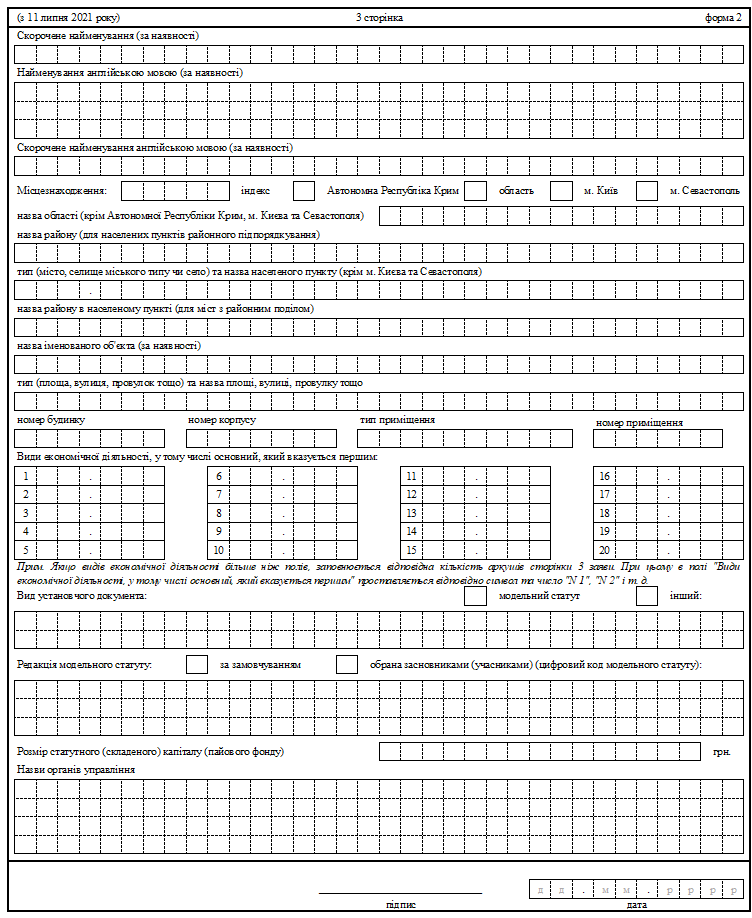 (з 11 липня 2021 року) 3 сторінка форма 2
Скорочене найменування (за наявності)
Найменування англійською мовою (за наявності)
Скорочене найменування англійською мовою (за наявності)
Місцезнаходження: індекс Автономна Республіка Крим область м. Київ м. Севастополь
назва області (крім Автономної Республіки Крим, м. Києва та Севастополя)
назва району (для населених пунктів районного підпорядкування)
тип (місто, селище міського типу чи село) та назва населеного пункту (крім м. Києва та Севастополя)
.
назва району в населеному пункті (для міст з районним поділом)
назва іменованого об'єкта (за наявності)
тип (площа, вулиця, провулок тощо) та назва площі, вулиці, провулку тощо
номер будинку номер корпусу тип приміщення номер приміщення
Види економічної діяльності, у тому числі основний, який вказується першим:
1 . 6 . 11 . 16 .
2 . 7 . 12 . 17 .
3 . 8 . 13 . 18 .
4 . 9 . 14 . 19 .
5 . 10 . 15 . 20 .
Прим. Якщо видів економічної діяльності більше ніж полів, заповнюється відповідна кількість аркушів сторінки 3 заяви. При цьому в полі "Види
економічної діяльності, у тому числі основний, який вказується першим" проставляється відповідно символ та число "N 1", "N 2" і т. д.
Вид установчого документа: модельний статут інший:
Редакція модельного статуту: за замовчуванням обрана засновниками (учасниками) (цифровий код модельного статуту):
Розмір статутного (складеного) капіталу (пайового фонду) грн.
Назви органів управління
д д . м м . р р р р
підпис дата